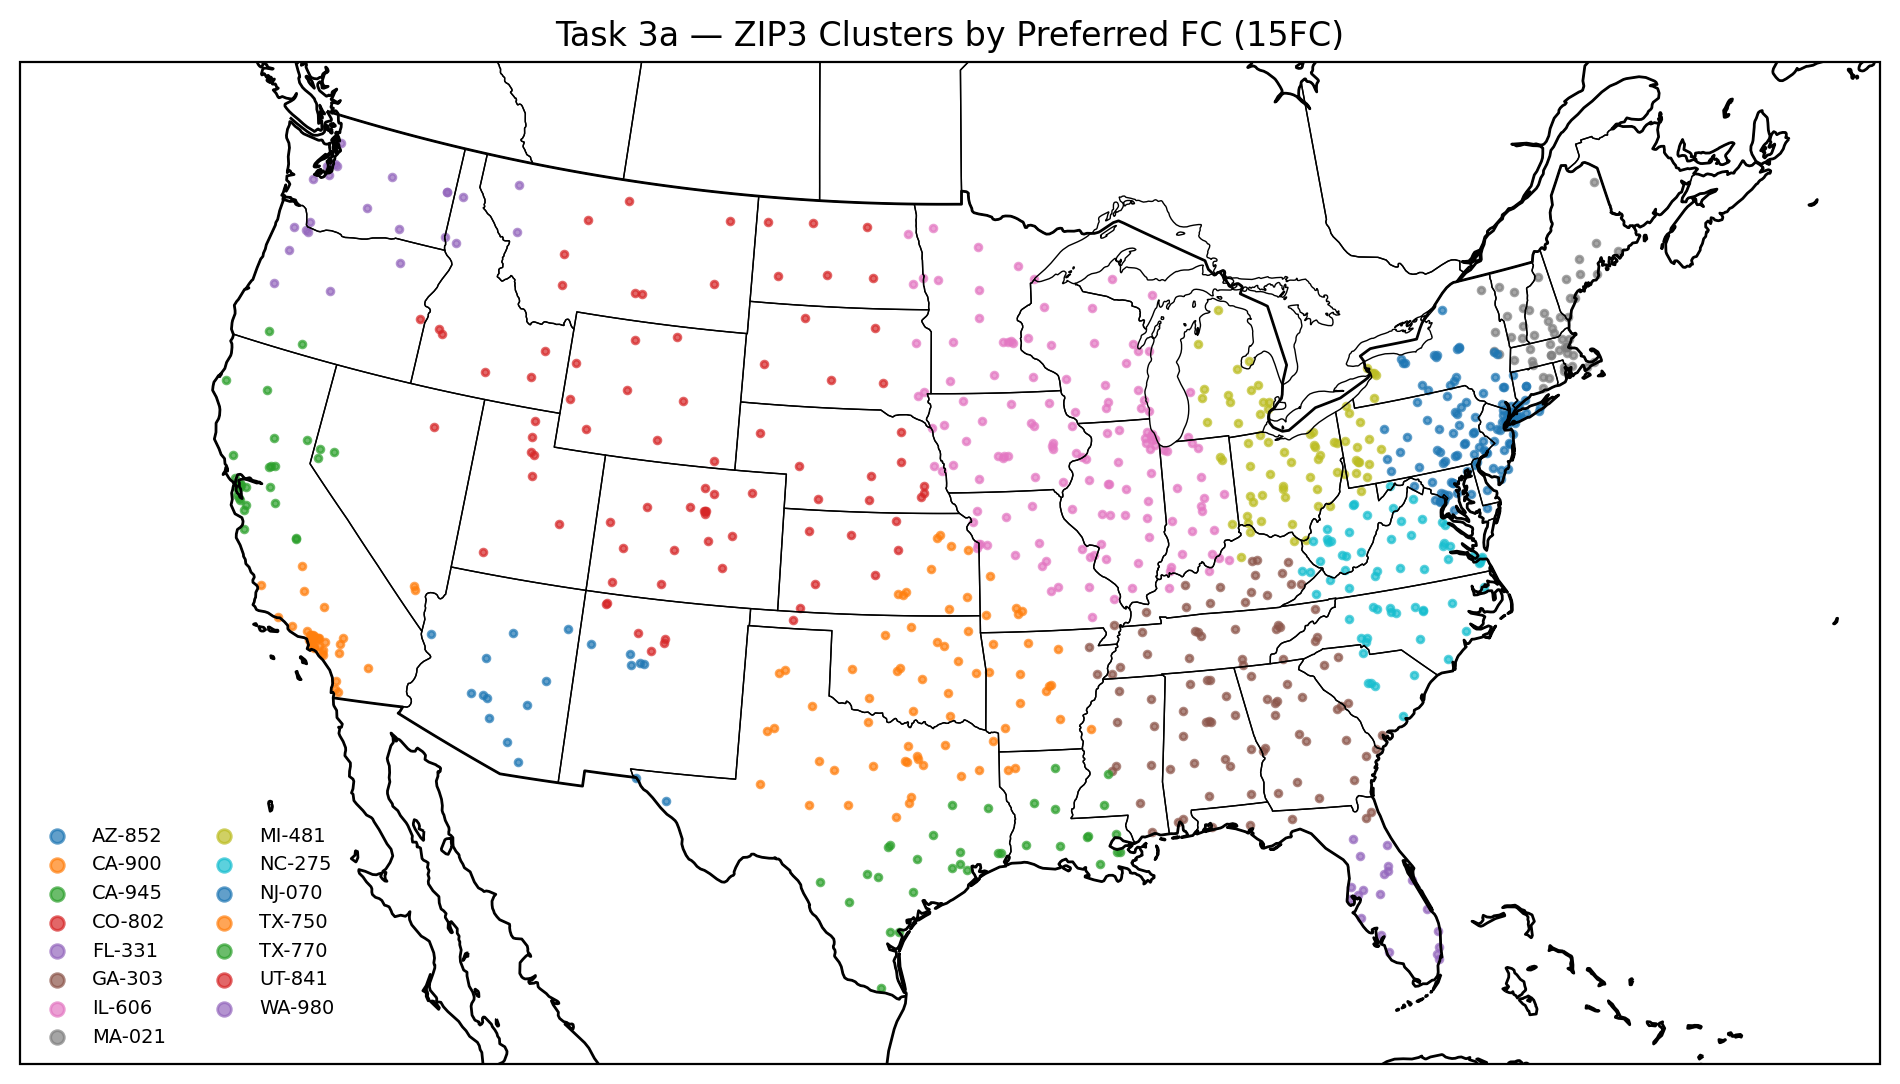 Task 3a — ZIP3 Clusters by Preferred FC (15FC)
AZ-852
CA-900
CA-945
CO-802
FL-331
GA-303
IL-606
MA-021
MI-481
NC-275
NJ-070
TX-750
TX-770
UT-841
WA-980